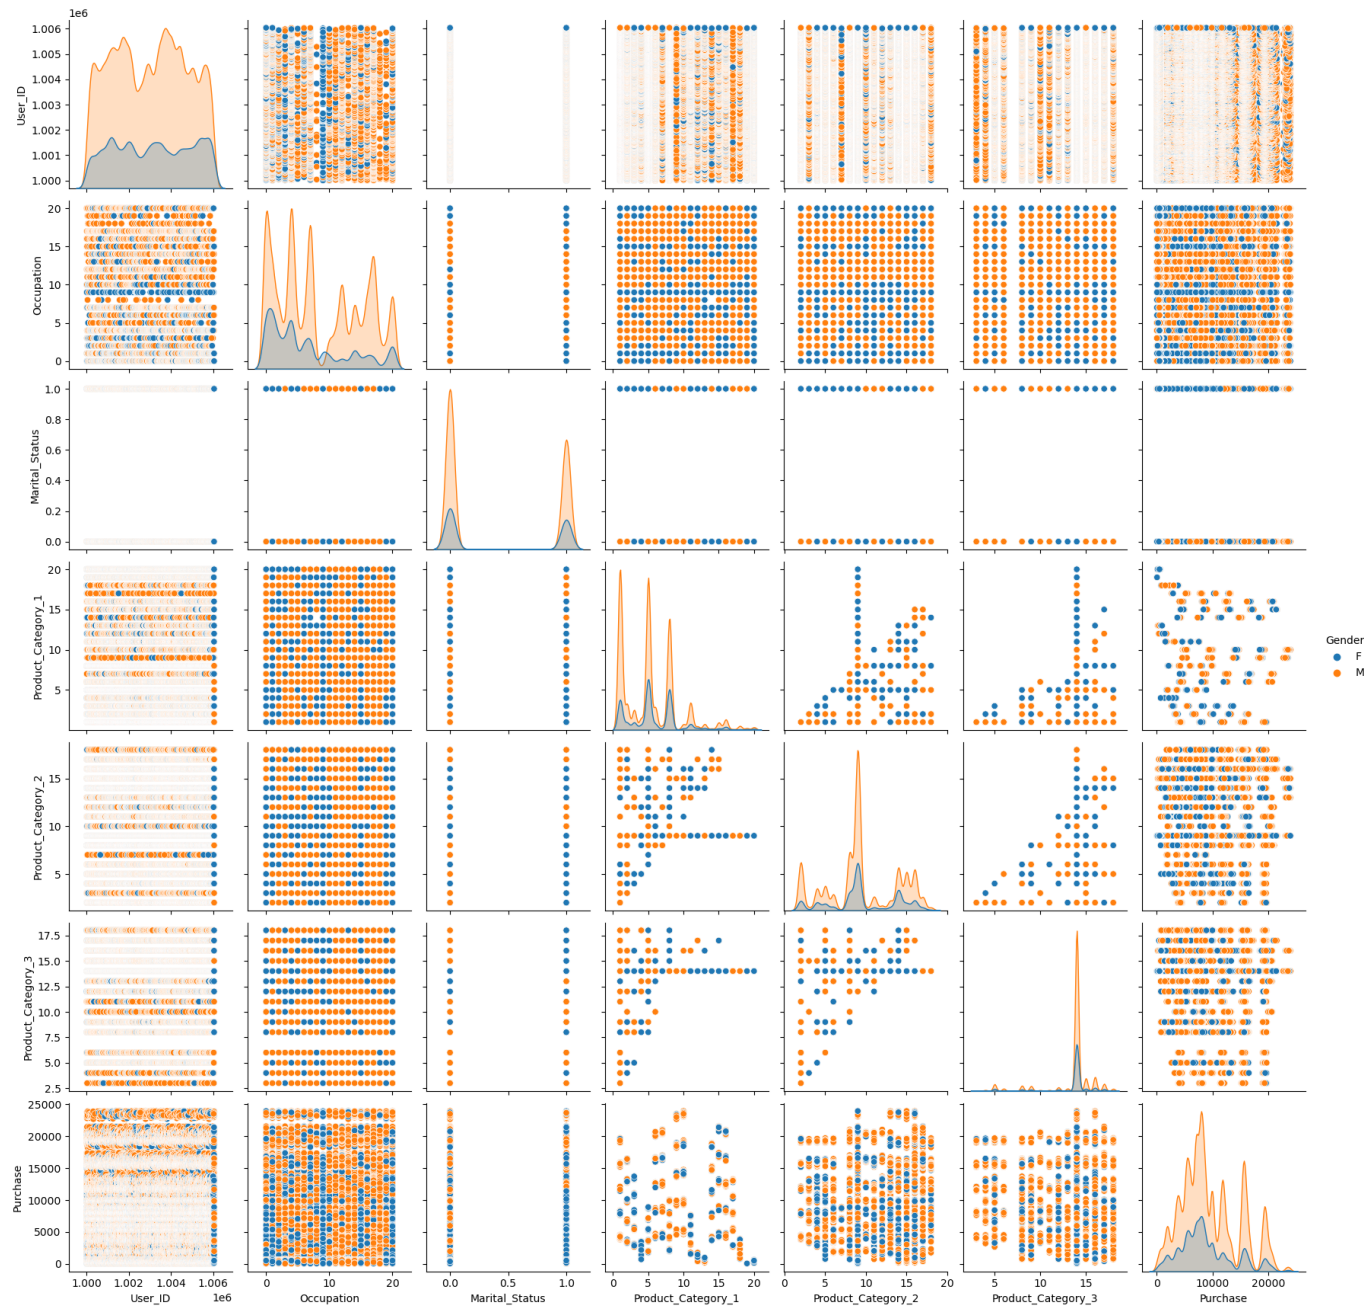 1e6
1.006
1.005
1.004
1.003
1.002
1.001
1.000
User_ID
20
15
10
5
0
Occupation
1.0
0.8
0.6
0.4
0.2
0.0
Marital_Status
20
15
10
5
Product_Category_1
Gender
F
M
15
10
5
Product_Category_2
17.5
15.0
12.5
10.0
7.5
5.0
2.5
Product_Category_3
25000
20000
15000
10000
5000
0
Purchase
1.000 1.002 1.004 1.006 0 10 20 0.0 0.5 1.0 0 5 10 15 20 0 5 10 15 20 5 10 15 0 10000 20000
User_ID 1e6 Occupation Marital_Status Product_Category_1 Product_Category_2 Product_Category_3 Purchase